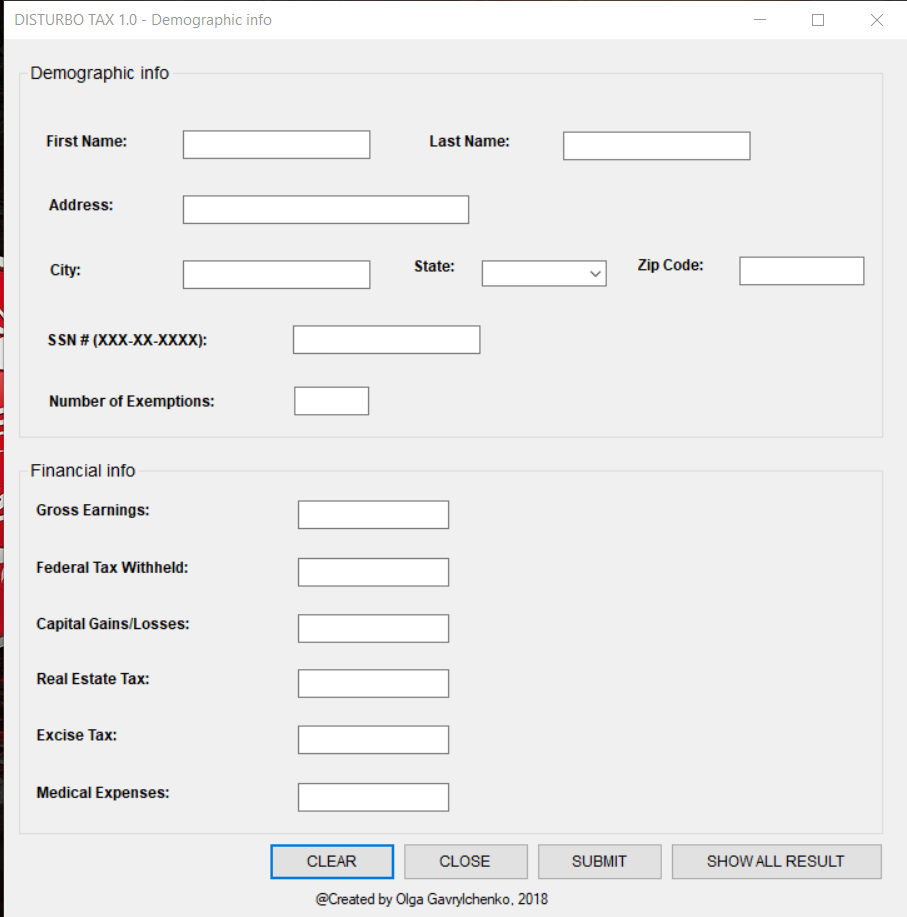 DISTURBO TAX 1.0 - Demographic info
Demographic info
First Name: Last Name:
Address:
City: State: Zip Code:
SSN # (XXX-XX-XXXX):
Number of Exemptions:
Financial info
Gross Earnings:
Federal Tax Withheld:
Capital Gains/Losses:
Real Estate Tax:
Excise Tax:
Medical Expenses:
CLEAR CLOSE SUBMIT SHOW ALL RESULT
@Created by Olga Gavrylchenko, 2018